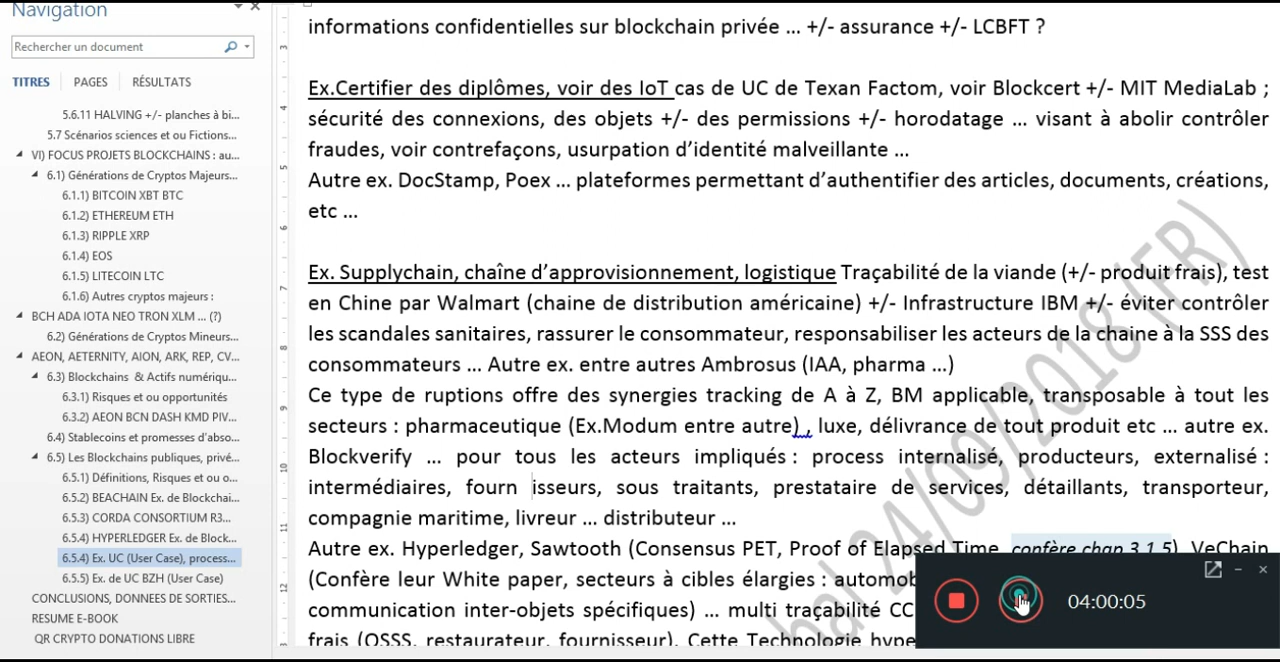 Navigation
Rechercher un document
TITRES PAGES RÉSULTATS
5.6.11 HALVING +/- planches à bi...
5.7 Scénarios sciences et ou Fictions...
VI) FOCUS PROJETS BLOCKCHAINS : au...
6.1) Générations de Cryptos Majeurs...
6.1.1) BITCOIN XBT BTC
6.1.2) ETHEREUM ETH
6.1.3) RIPPLE XRP
6.1.4) EOS
6.1.5) LITECOIN LTC
6.1.6) Autres cryptos majeurs :
BCH ADA IOTA NEO TRON XLM ... (?)
6.2) Générations de Cryptos Mineurs...
AEON, AETERNITY, AION, ARK, REP, CV...
6.3) Blockchains & Actifs numériqu...
6.3.1) Risques et ou opportunités
6.3.2) AEON BCN DASH KMD PIV...
6.4) Stablecoins et promesses d'abso...
6.5) Les Blockchains publiques, privé...
6.5.1) Définitions, Risques et ou o...
6.5.2) BEACHAIN Ex. de Blockchai...
6.5.3) CORDA CONSORTIUM R3...
6.5.4) HYPERLEDGER Ex. de Block...
6.5.4) Ex. UC (User Case), process...
6.5.5) Ex. de UC BZH (User Case)
CONCLUSIONS, DONNEES DE SORTIES...
RESUME E-BOOK
QR CRYPTO DONATIONS LIBRE
informations confidentielles sur blockchain privée ... +/- assurance +/- LCBFT ?
Ex.Certifier des diplômes, voir des IoT cas de UC de Texan Factom, voir Blockcert +/- MIT MediaLab ;
sécurité des connexions, des objets +/- des permissions +/- horodatage ... visant à abolir contrôler
fraudes, voir contrefaçons, usurpation d'identité malveillante ...
Autre ex. DocStamp, Poex ... plateformes permettant d'authentifier des articles, documents, créations,
etc ...
Ex. Supplychain, chaîne d'approvisionnement, logistique Traçabilité de la viande (+/- produit frais), test
en Chine par Walmart (chaine de distribution américaine) +/- Infrastructure IBM +/- éviter contrôler
les scandales sanitaires, rassurer le consommateur, responsabiliser les acteurs de la chaine à la SSS des
consommateurs ... Autre ex. entre autres Ambrosus (IAA, pharma ...)
Ce type de ruptions offre des synergies tracking de A à Z, BM applicable, transposable à tout les
secteurs : pharmaceutique (Ex.Modum entre autre) , luxe, délivrance de tout produit etc ... autre ex.
Blockverify ... pour tous les acteurs impliqués : process internalisé, producteurs, externalisé :
intermédiaires, fourn isseurs, sous traitants, prestataire de services, détaillants, transporteur,
compagnie maritime, livreur ... distributeur ...
Autre ex. Hyperledger, Sawtooth (Consensus PET, Proof of Elapsed Time, confère chap 3.1.5), VeChain
(Confère leur White paper, secteurs à cibles élargies : automob
communication inter-objets spécifiques) ... multi traçabilité CC
frais (OSSS, restaurateur, fournisseur). Cette Technologie hype
hal 24/09/2018 (FR)
04:00:05